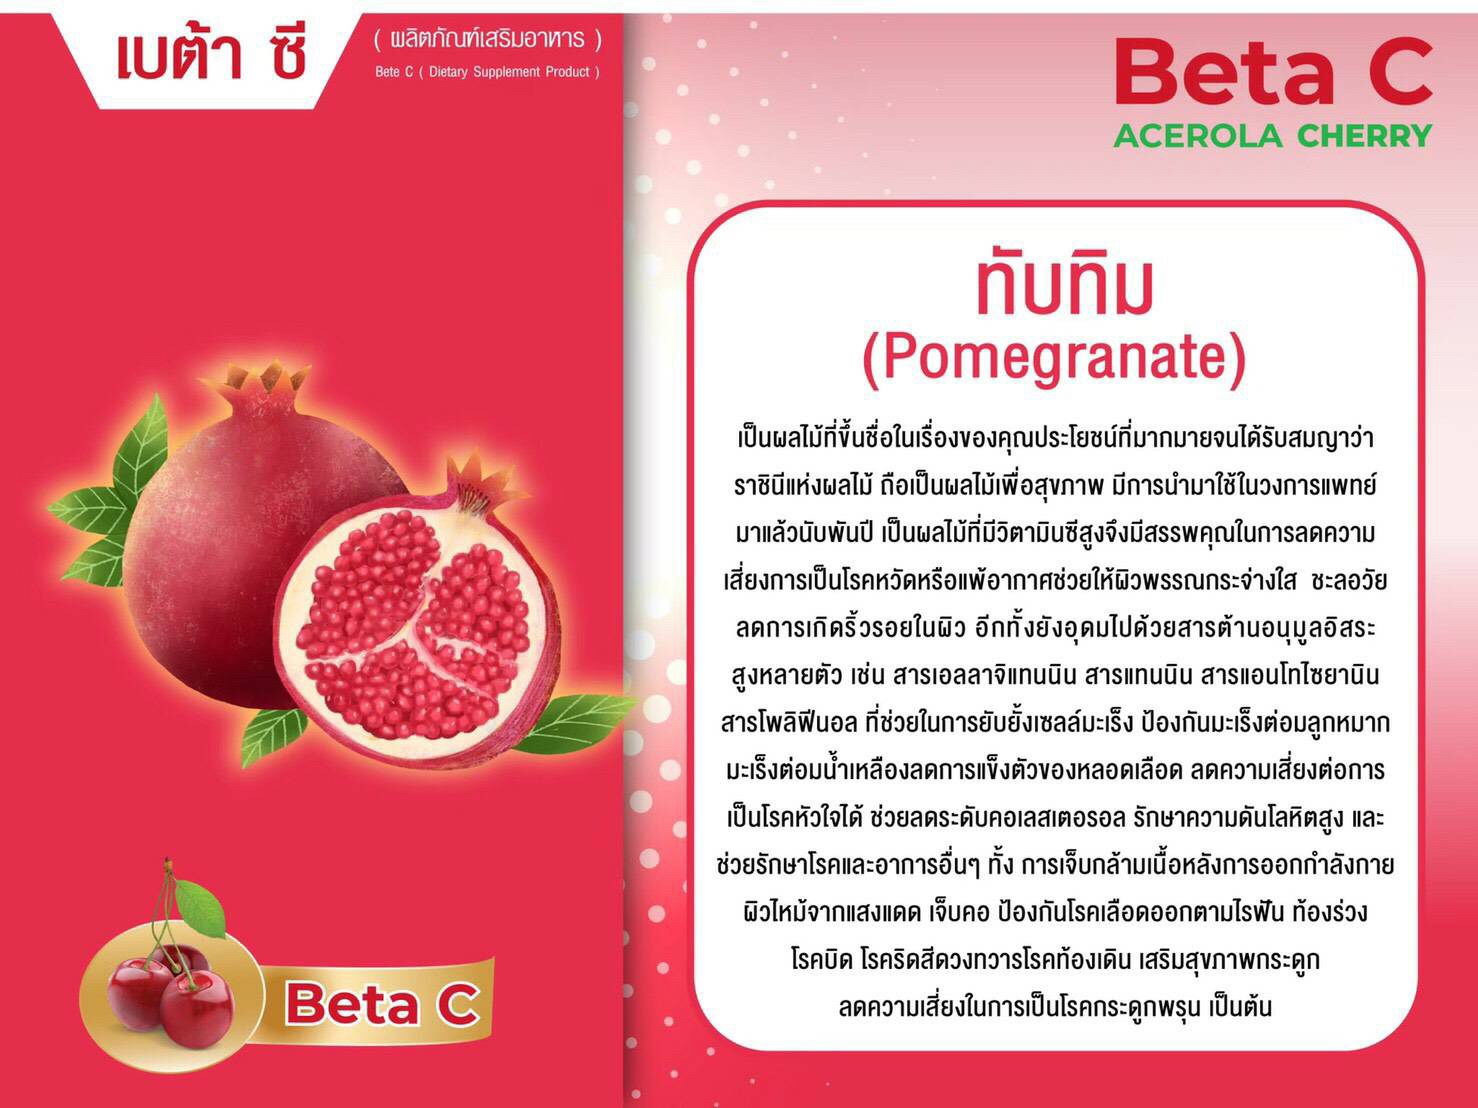 เบต้า ซี
( ผลิตภัณฑ์เสริมอาหาร )
Bete C ( Dietary Supplement Product )
Beta C
ACEROLA CHERRY
ทับทิม
(Pomegranate)
เป็นผลไม้ที่ขึ้นชื่อในเรื่องของคุณประโยชน์ที่มากมายจนได้รับสมญาว่า
ราชินีแห่งผลไม้ ถือเป็นผลไม้เพื่อสุขภาพ มีการนำมาใช้ในวงการแพทย์
มาแล้วนับพันปี เป็นผลไม้ที่มีวิตามินซีสูงจึงมีสรรพคุณในการลดความ
เสี่ยงการเป็นโรคหวัดหรือแพ้อากาศช่วยให้ผิวพรรณกระจ่างใส ชะลอวัย
ลดการเกิดริ้วรอยในผิว อีกทั้งยังอุดมไปด้วยสารต้านอนุมูลอิสระ
สูงหลายตัว เช่น สารเอลลาจิแทนนิน สารแทนนิน สารแอนโทไซยานิน
สารโพลิฟีนอล ที่ช่วยในการยับยั้งเซลล์มะเร็ง ป้องกันมะเร็งต่อมลูกหมาก
มะเร็งต่อมน้ำเหลืองลดการแข็งตัวของหลอดเลือด ลดความเสี่ยงต่อการ
เป็นโรคหัวใจได้ ช่วยลดระดับคอเลสเตอรอล รักษาความดันโลหิตสูง และ
ช่วยรักษาโรคและอาการอื่นๆ ทั้ง การเจ็บกล้ามเนื้อหลังการออกกำลังกาย
ผิวไหม้จากแสงแดด เจ็บคอ ป้องกันโรคเลือดออกตามไรฟัน ท้องร่วง
โรคบิด โรคริดสีดวงทวารโรคท้องเดิน เสริมสุขภาพกระดูก
ลดความเสี่ยงในการเป็นโรคกระดูกพรุน เป็นต้น
Beta C